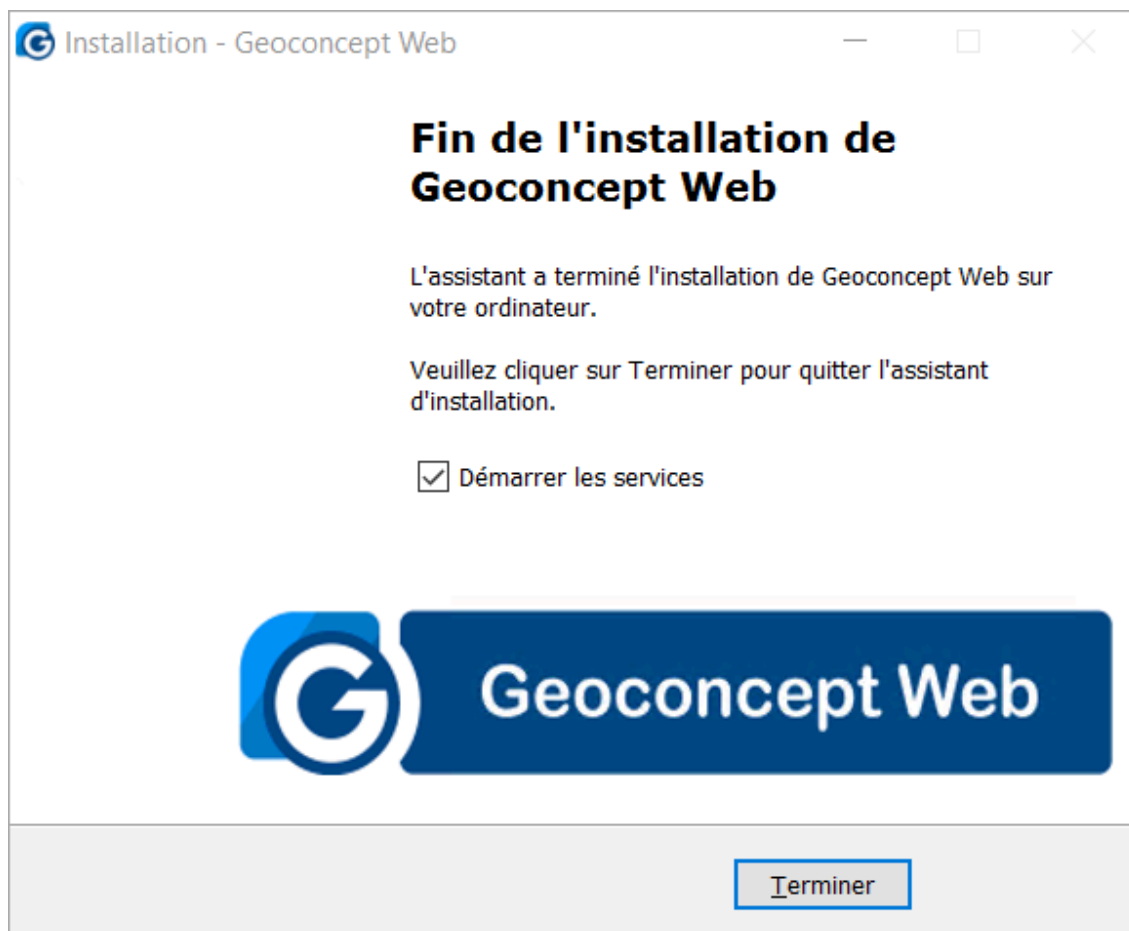 Installation - Geoconcept Web
Fin de l'installation de
Geoconcept Web
L'assistant a terminé l'installation de Geoconcept Web sur
votre ordinateur.
Veuillez cliquer sur Terminer pour quitter l'assistant
d'installation.
Démarrer les services
G Geoconcept Web
Terminer